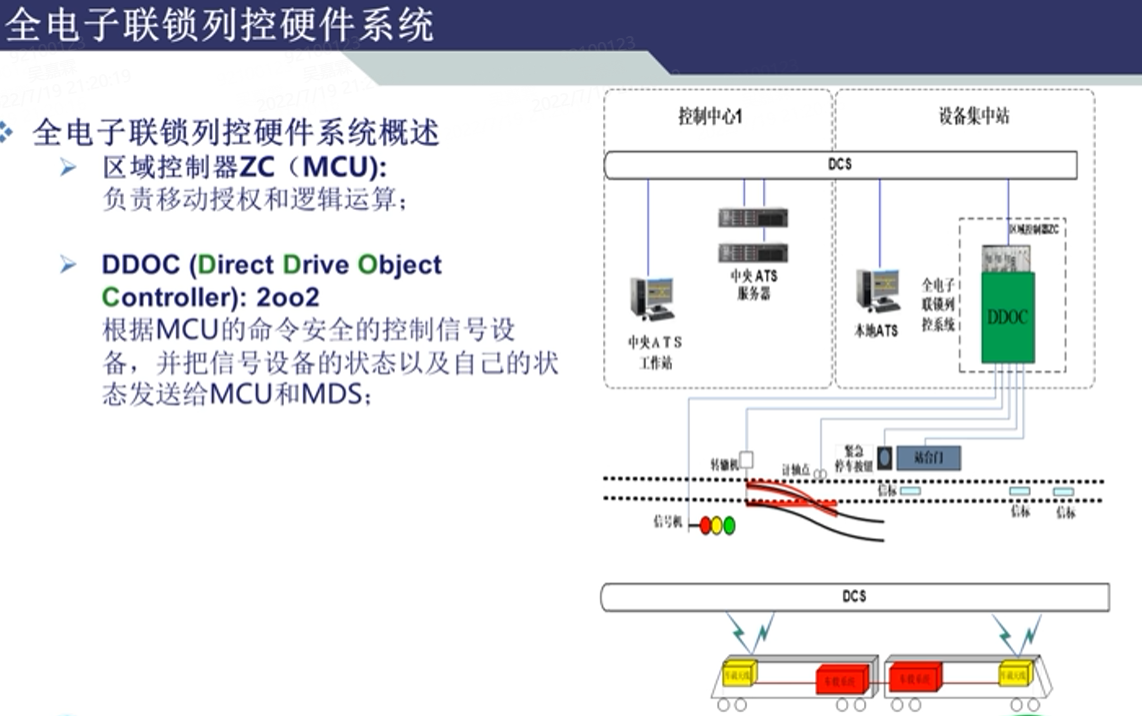 全电子联锁列控硬件系统
全电子联锁列控硬件系统概述
区域控制器ZC（MCU):
负责移动授权和逻辑运算；
DDOC (Direct Drive Object
Controller): 2oo2
根据MCU的命令安全的控制信号设
备，并把信号设备的状态以及自己的状
态发送给MCU和MDS；
控制中心1
设备集中站
DCS
区域控制器ZC
中央ATS
服务器
中央ATS
工作站
本地ATS
全电子
联锁列
控系统
DDOC
转辙机
计轴点
紧急
停车按钮
站台门
信标
信标
信标
信号机
DCS
车载天线
车载系统
车载系统
车载天线